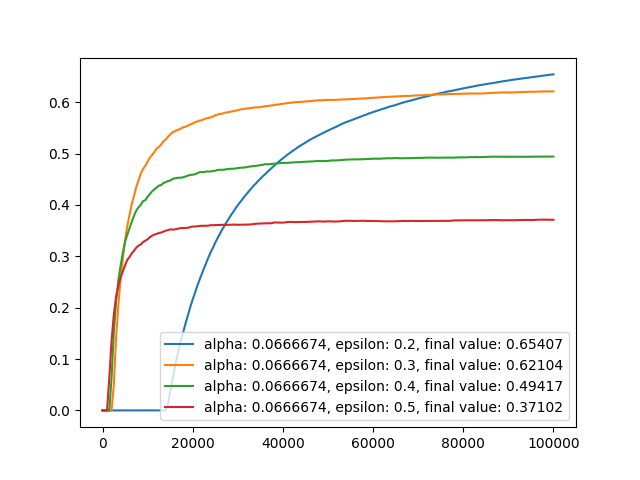 0.6
0.5
0.4
0.3
0.2
0.1
0.0
alpha: 0.0666674, epsilon: 0.2, final value: 0.65407
alpha: 0.0666674, epsilon: 0.3, final value: 0.62104
alpha: 0.0666674, epsilon: 0.4, final value: 0.49417
alpha: 0.0666674, epsilon: 0.5, final value: 0.37102
0 20000 40000 60000 80000 100000